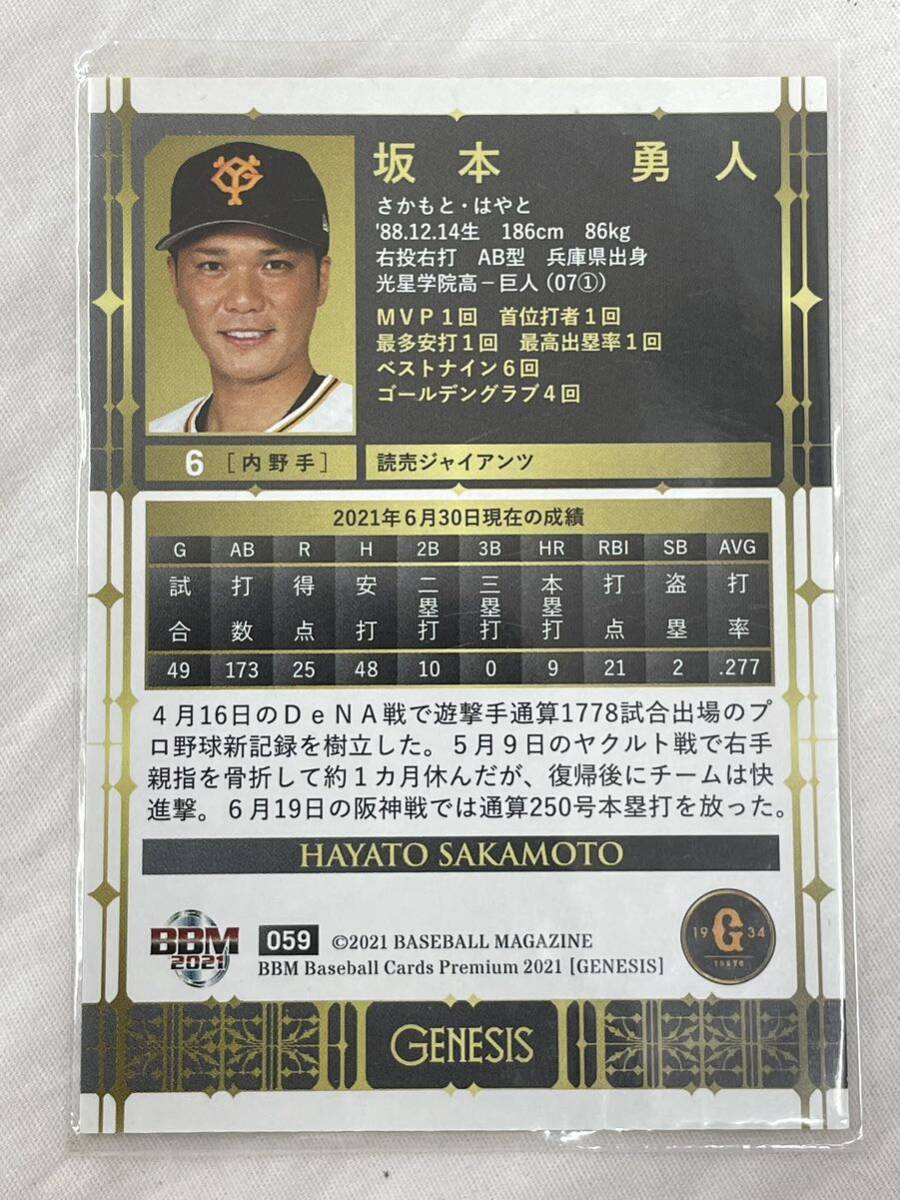 坂本 勇人
さかもと・はやと
'88.12.14生 186cm 86kg
右投右打 AB型 兵庫県出身
光星学院高－巨人（07①）
ＭＶＰ１回 首位打者１回
最多安打１回 最高出塁率１回
ベストナイン６回
ゴールデングラブ４回
6 ［内野手］ 読売ジャイアンツ
2021年６月30日現在の成績
G AB R H 2B 3B HR RBI SB AVG
試合 打数 得点 安打 二塁打 三塁打 本塁打 打点 盗塁 打率
49 173 25 48 10 0 9 21 2 .277
４月16日のＤｅＮＡ戦で遊撃手通算1778試合出場のプ
ロ野球新記録を樹立した。５月９日のヤクルト戦で右手
親指を骨折して約１カ月休んだが、復帰後にチームは快
進撃。６月19日の阪神戦では通算250号本塁打を放った。
HAYATO SAKAMOTO
BBM 2021
059 ©2021 BASEBALL MAGAZINE
BBM Baseball Cards Premium 2021 [GENESIS]
19 G 34
TOKYO
GENESIS